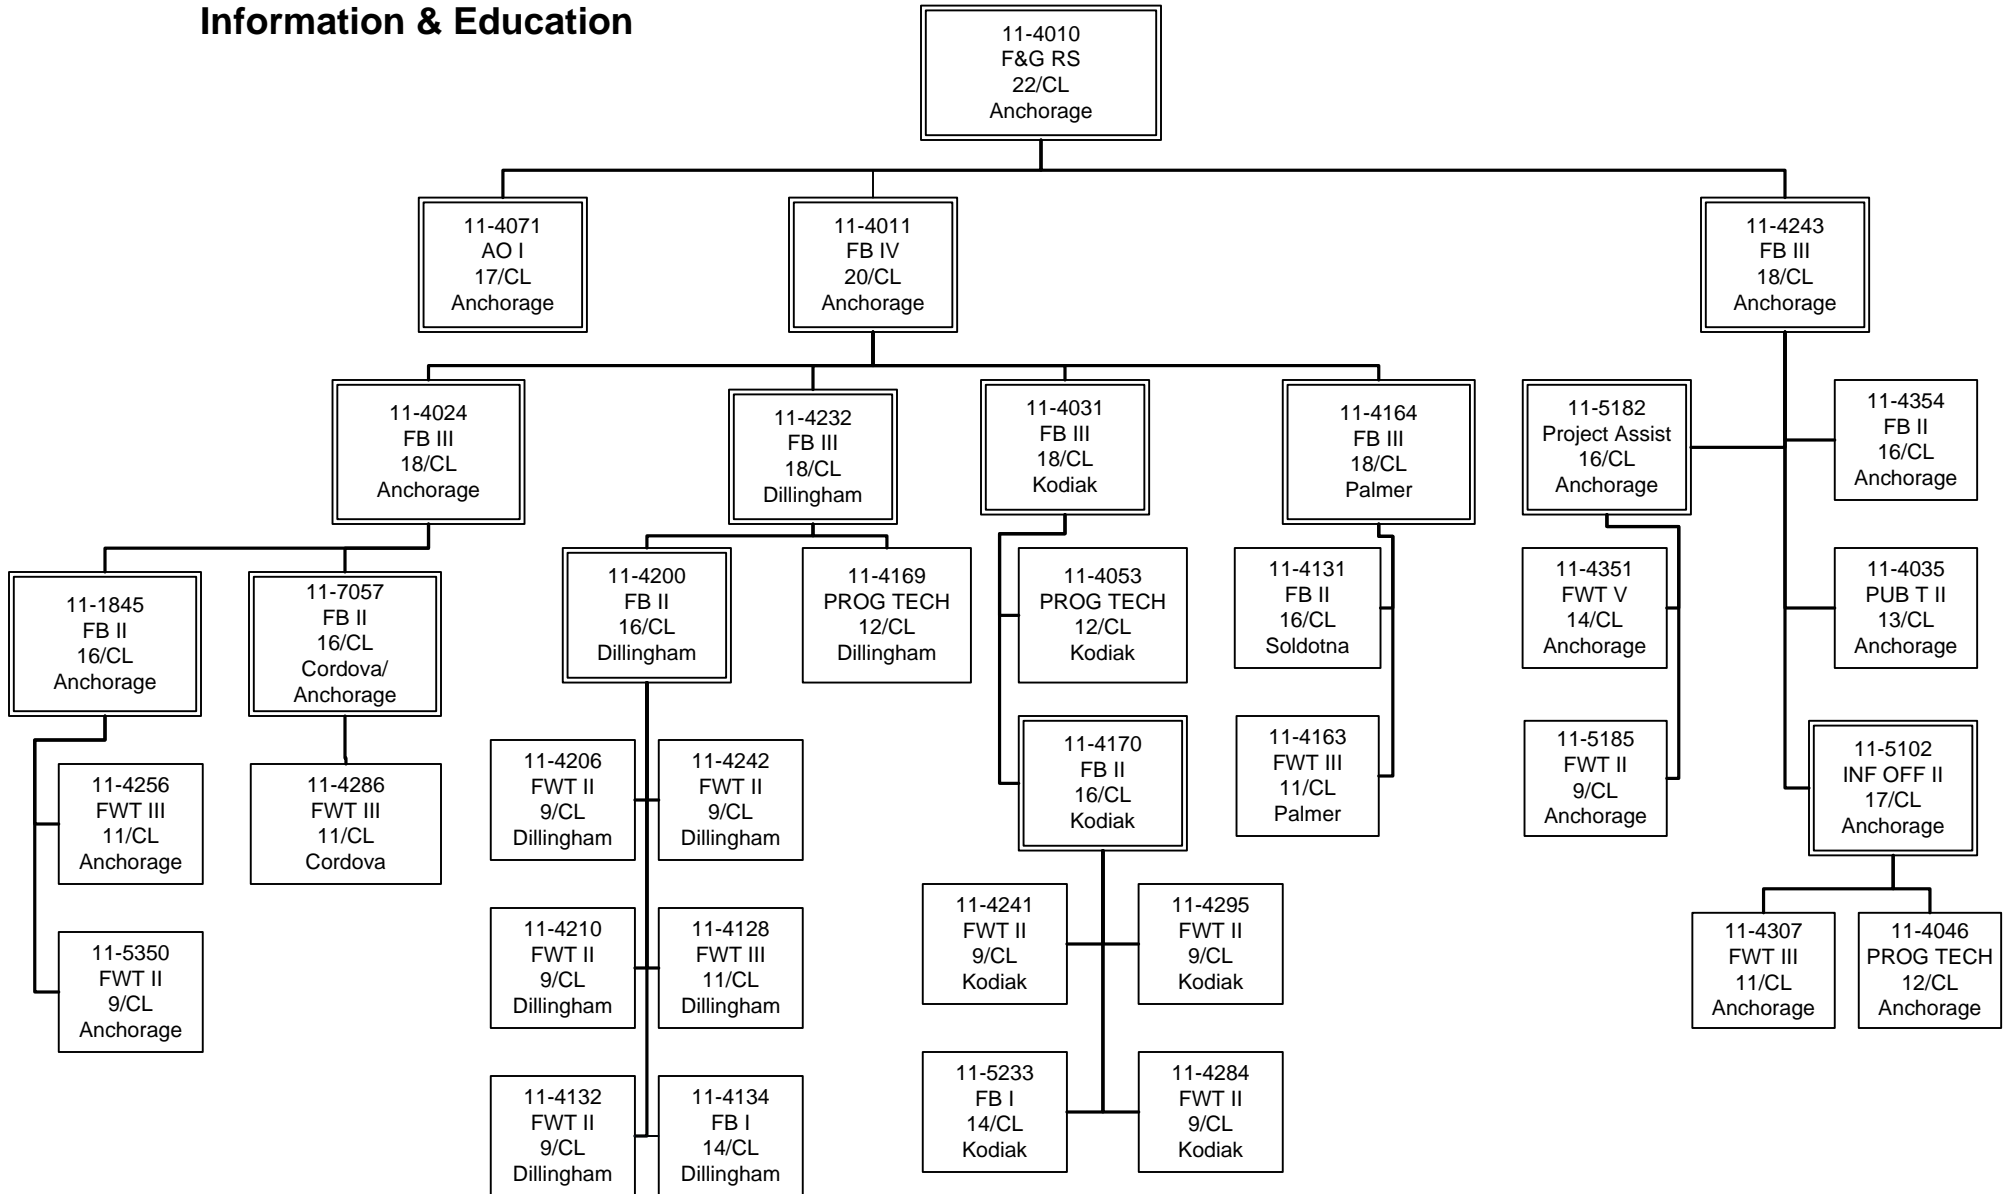 Information & Education
11-4010
F&G RS
22/CL
Anchorage
11-4071
AO I
17/CL
Anchorage
11-4011
FB IV
20/CL
Anchorage
11-4243
FB III
18/CL
Anchorage
11-4024
FB III
18/CL
Anchorage
11-4232
FB III
18/CL
Dillingham
11-4031
FB III
18/CL
Kodiak
11-4164
FB III
18/CL
Palmer
11-5182
Project Assist
16/CL
Anchorage
11-4354
FB II
16/CL
Anchorage
11-1845
FB II
16/CL
Anchorage
11-7057
FB II
16/CL
Cordova/
Anchorage
11-4200
FB II
16/CL
Dillingham
11-4169
PROG TECH
12/CL
Dillingham
11-4053
PROG TECH
12/CL
Kodiak
11-4131
FB II
16/CL
Soldotna
11-4351
FWT V
14/CL
Anchorage
11-4035
PUB T II
13/CL
Anchorage
11-4256
FWT III
11/CL
Anchorage
11-4286
FWT III
11/CL
Cordova
11-4206
FWT II
9/CL
Dillingham
11-4242
FWT II
9/CL
Dillingham
11-4170
FB II
16/CL
Kodiak
11-4163
FWT III
11/CL
Palmer
11-5185
FWT II
9/CL
Anchorage
11-5102
INF OFF II
17/CL
Anchorage
11-5350
FWT II
9/CL
Anchorage
11-4210
FWT II
9/CL
Dillingham
11-4128
FWT III
11/CL
Dillingham
11-4241
FWT II
9/CL
Kodiak
11-4295
FWT II
9/CL
Kodiak
11-4307
FWT III
11/CL
Anchorage
11-4046
PROG TECH
12/CL
Anchorage
11-4132
FWT II
9/CL
Dillingham
11-4134
FB I
14/CL
Dillingham
11-5233
FB I
14/CL
Kodiak
11-4284
FWT II
9/CL
Kodiak